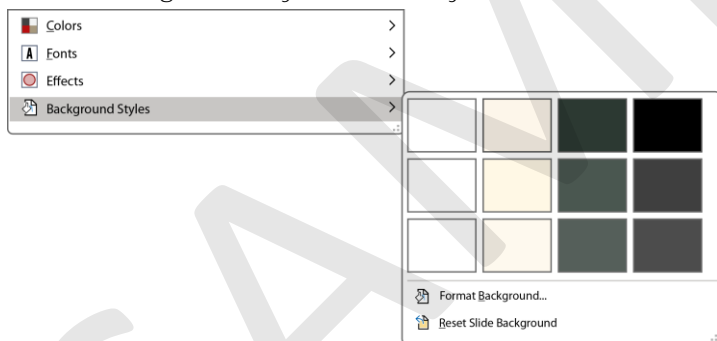 Colors
Fonts
Effects
Background Styles
Format Background...
Reset Slide Background